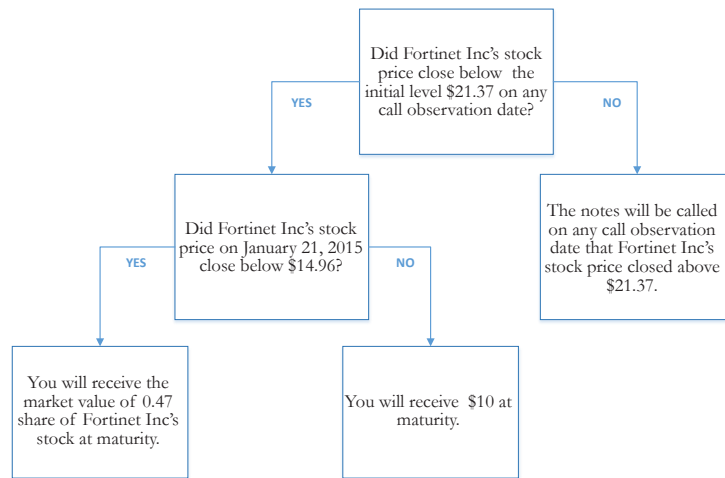 Did Fortinet Inc's stock
price close below the
initial level $21.37 on any
call observation date?
YES
NO
Did Fortinet Inc's stock
price on January 21, 2015
close below $14.96?
The notes will be called
on any call observation
date that Fortinet Inc's
stock price closed above
$21.37.
YES
NO
You will receive the
market value of 0.47
share of Fortinet Inc's
stock at maturity.
You will receive $10 at
maturity.